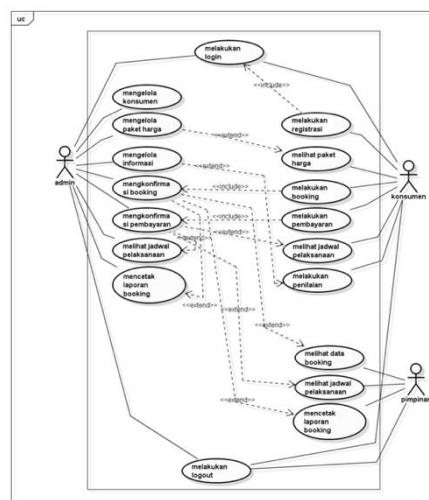 uc
melakukan
login
mengelola
konsumen
<<include>>
mengelola
paket harga
melakukan
registrasi
<<extend>>
mengelola
informasi
melihat paket
harga
admin
konsumen
mengkonfirma
si booking
<<include>>
melakukan
booking
mengkonfirma
si pembayaran
<<include>>
melakukan
pembayaran
<<extend>>
<<extend>>
melihat jadwal
pelaksanaan
melihat jadwal
pelaksanaan
mencetak
laporan
booking
melakukan
penilaian
<<extend>>
<<extend>>
<<extend>>
melihat data
booking
<<extend>>
melihat jadwal
pelaksanaan
<<extend>>
mencetak
laporan
booking
pimpinan
melakukan
logout